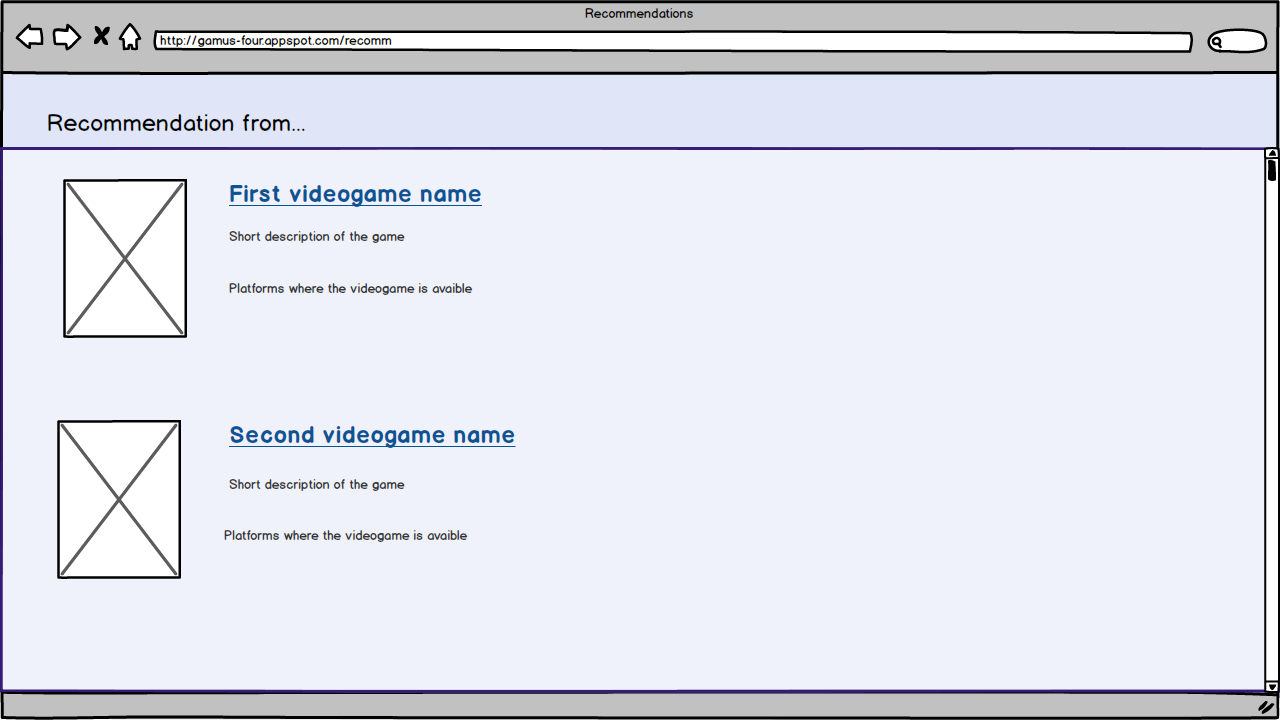 Recommendations
http://gamus-four.appspot.com/recomm
Recommendation from...
First videogame name
Short description of the game
Platforms where the videogame is avaible
Second videogame name
Short description of the game
Platforms where the videogame is avaible